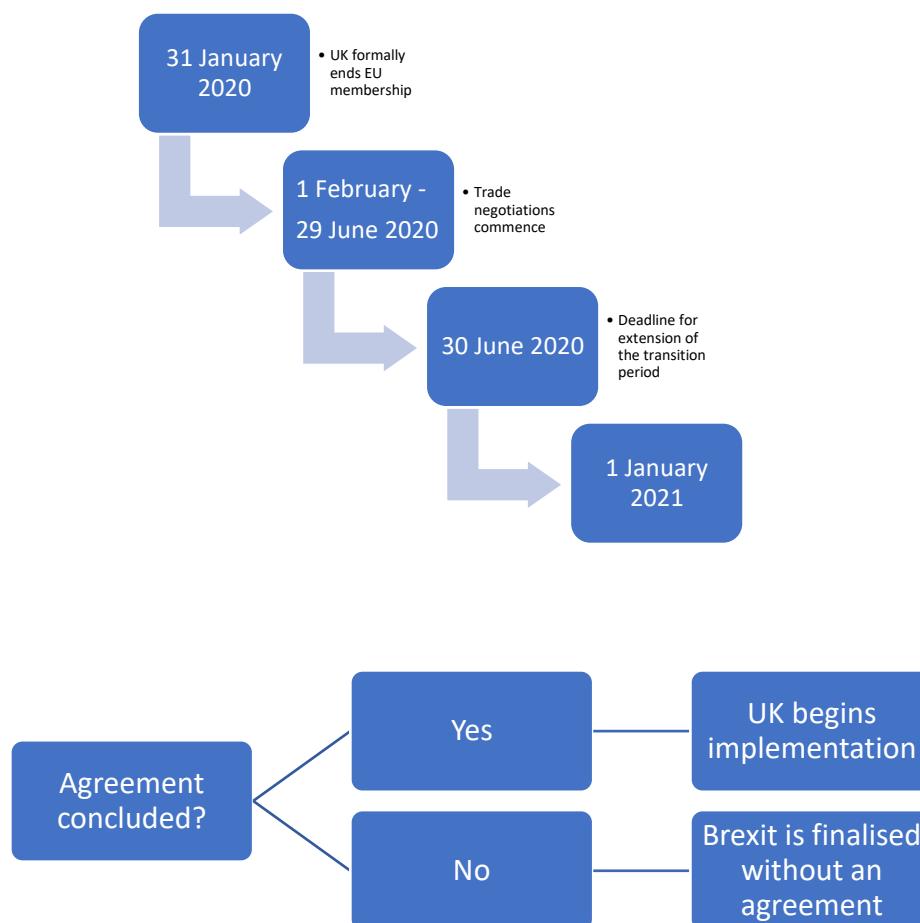 31 January
2020
• UK formally
ends EU
membership
1 February -
29 June 2020
• Trade
negotiations
commence
30 June 2020
• Deadline for
extension of
the transition
period
1 January
2021
Agreement
concluded?
Yes
UK begins
implementation
No
Brexit is finalised
without an
agreement